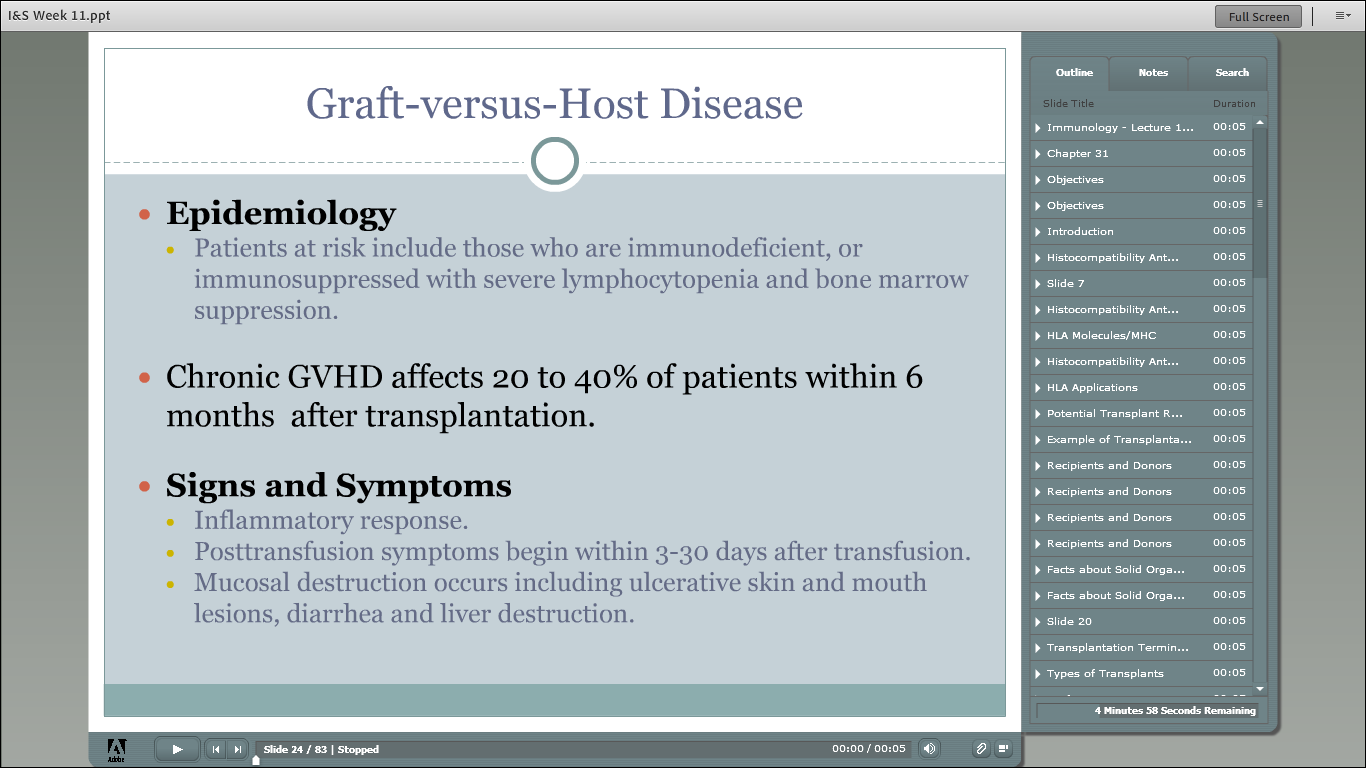 I&S Week 11.ppt
Full Screen
Graft-versus-Host Disease
Epidemiology
Patients at risk include those who are immunodeficient, or
immunosuppressed with severe lymphocytopenia and bone marrow
suppression.
Chronic GVHD affects 20 to 40% of patients within 6
months after transplantation.
Signs and Symptoms
Inflammatory response.
Posttransfusion symptoms begin within 3-30 days after transfusion.
Mucosal destruction occurs including ulcerative skin and mouth
lesions, diarrhea and liver destruction.
Outline Notes Search
Slide Title Duration
Immunology - Lecture 1... 00:05
Chapter 31 00:05
Objectives 00:05
Objectives 00:05
Introduction 00:05
Histocompatibility Ant... 00:05
Slide 7 00:05
Histocompatibility Ant... 00:05
HLA Molecules/MHC 00:05
Histocompatibility Ant... 00:05
HLA Applications 00:05
Potential Transplant R... 00:05
Example of Transplanta... 00:05
Recipients and Donors 00:05
Recipients and Donors 00:05
Recipients and Donors 00:05
Recipients and Donors 00:05
Facts about Solid Orga... 00:05
Facts about Solid Orga... 00:05
Slide 20 00:05
Transplantation Termin... 00:05
Types of Transplants 00:05
4 Minutes 58 Seconds Remaining
Adobe
Slide 24 / 83 | Stopped
00:00 / 00:05